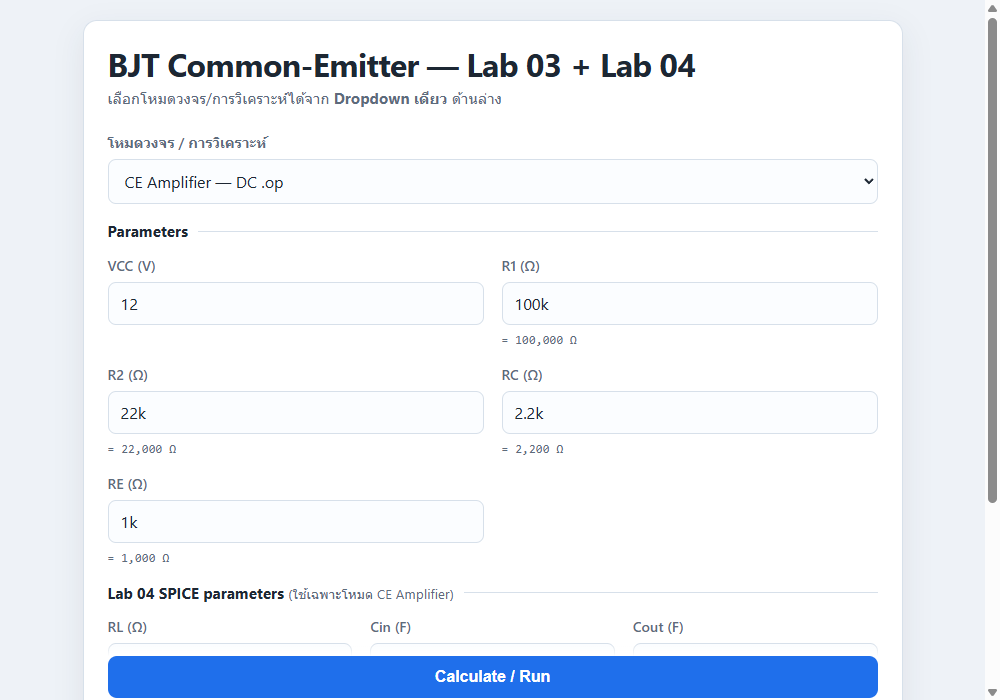 BJT Common-Emitter — Lab 03 + Lab 04
เลือกโหมดวงจร/การวิเคราะห์ได้จาก Dropdown เดียว ด้านล่าง
โหมดวงจร / การวิเคราะห์
CE Amplifier — DC .op
Parameters
VCC (V)
R1 (Ω)
12
100k
= 100,000 Ω
R2 (Ω)
RC (Ω)
22k
2.2k
= 22,000 Ω
= 2,200 Ω
RE (Ω)
1k
= 1,000 Ω
Lab 04 SPICE parameters (ใช้เฉพาะโหมด CE Amplifier)
RL (Ω)
Cin (F)
Cout (F)
Calculate / Run